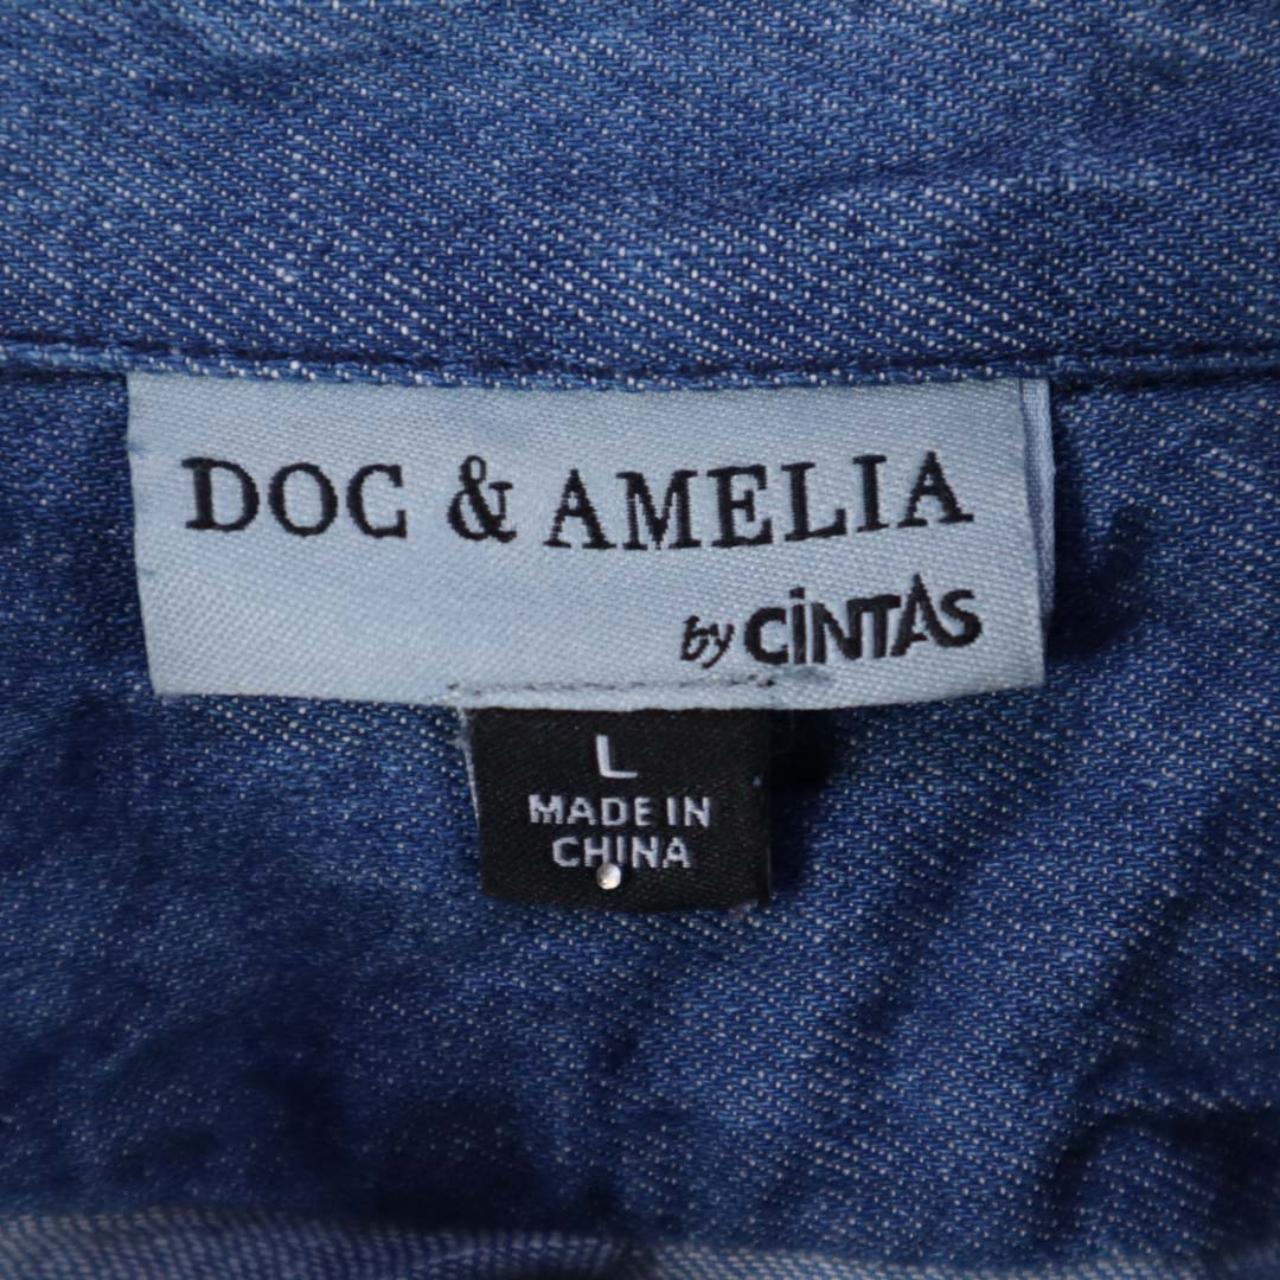 DOC & AMELIA
by CINTAS
L
MADE IN
CHINA